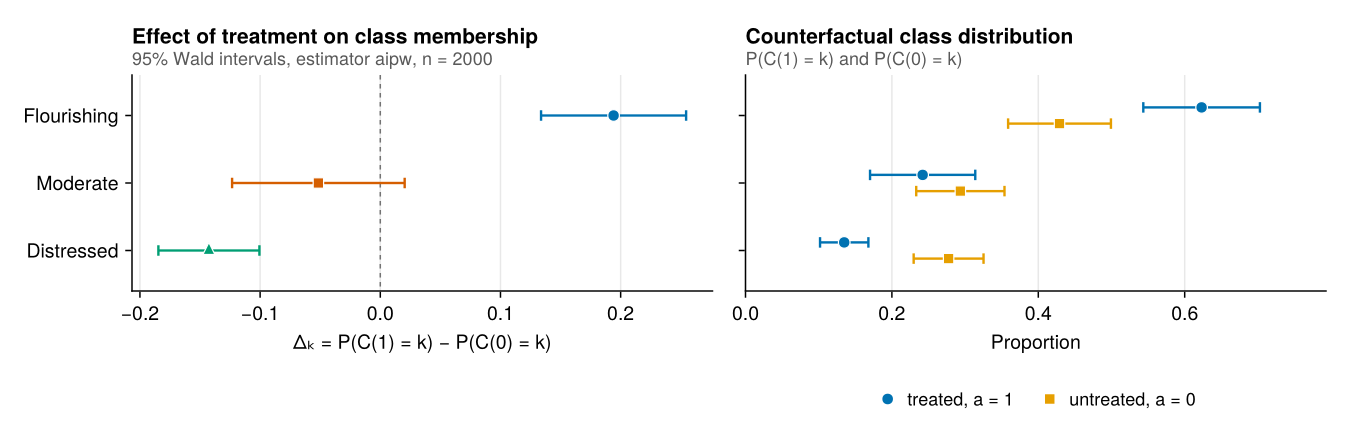 Effect of treatment on class membership
95% Wald intervals, estimator aipw, n = 2000
Flourishing
Moderate
Distressed
−0.2 −0.1 0.0 0.1 0.2
Δₖ = P(C(1) = k) − P(C(0) = k)
Counterfactual class distribution
P(C(1) = k) and P(C(0) = k)
0.0 0.2 0.4 0.6
Proportion
treated, a = 1 untreated, a = 0